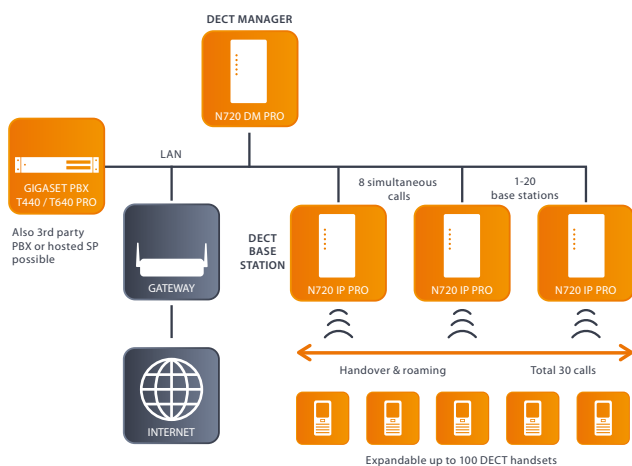 DECT MANAGER
N720 DM PRO
LAN
GIGASET PBX
T440 / T640 PRO
Also 3rd party
PBX or hosted SP
possible
8 simultaneous
calls
1-20
base stations
GATEWAY
DECT
BASE
STATION
N720 IP PRO
N720 IP PRO
N720 IP PRO
INTERNET
Handover & roaming
Total 30 calls
Expandable up to 100 DECT handsets